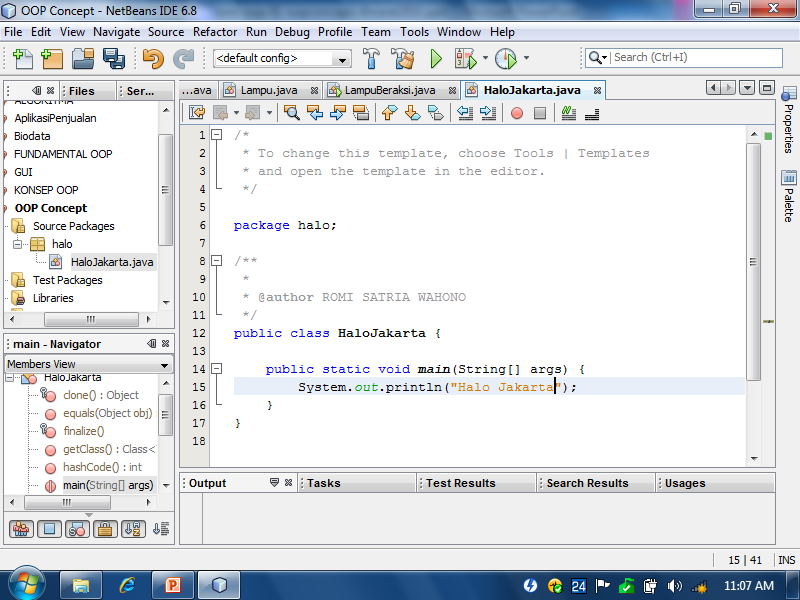 OOP Concept - NetBeans IDE 6.8
File Edit View Navigate Source Refactor Run Debug Profile Team Tools Window Help
<default config>
Search (Ctrl+I)
Files
Ser...
...ava
Lampu.java
LampuBeraksi.java
HaloJakarta.java
ALGORITMA
AplikasiPenjualan
Biodata
FUNDAMENTAL OOP
GUI
KONSEP OOP
OOP Concept
Source Packages
halo
HaloJakarta.java
Test Packages
Libraries
main - Navigator
Members View
HaloJakarta
clone() : Object
equals(Object obj)
finalize()
getClass() : Class<
hashCode() : int
main(String[] args)
1 /*
2 * To change this template, choose Tools | Templates
3 * and open the template in the editor.
4 */
5
6 package halo;
7
8 /**
9 *
10 * @author ROMI SATRIA WAHONO
11 */
12 public class HaloJakarta {
13
14 public static void main(String[] args) {
15 System.out.println("Halo Jakarta");
16 }
17 }
18
Properties
Palette
Output
Tasks
Test Results
Search Results
Usages
15 | 41 INS
24
11:07 AM